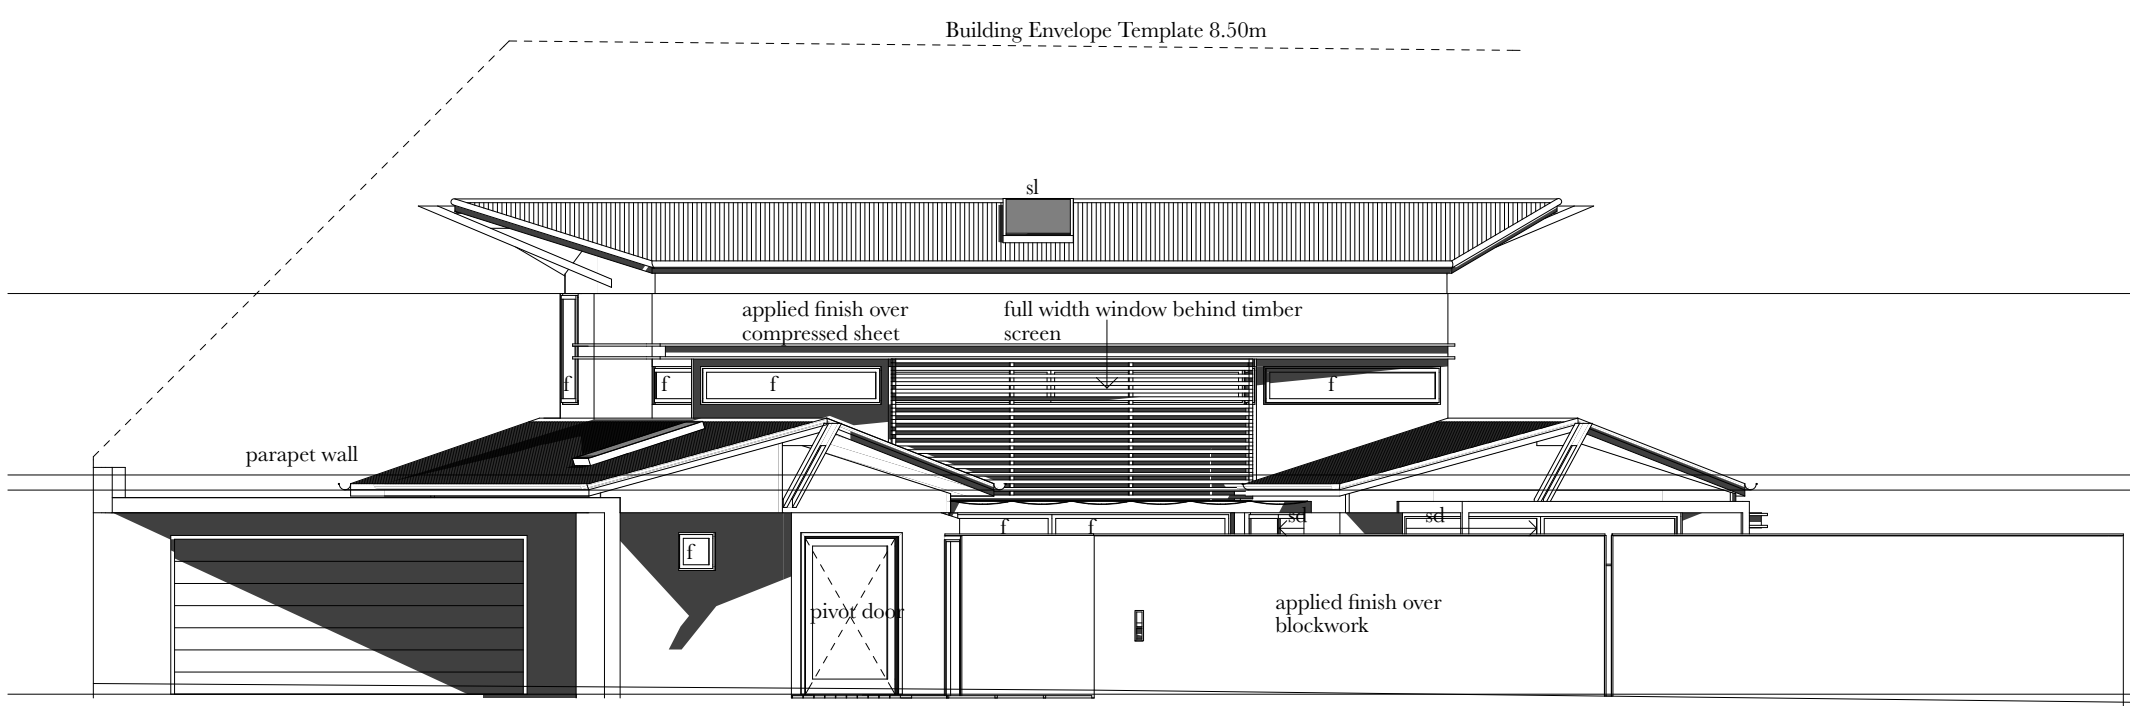 Building Envelope Template 8.50m
sl
applied finish over
compressed sheet
full width window behind timber
screen
f
f
f
f
parapet wall
f
f
sd
sd
f
pivot door
applied finish over
blockwork